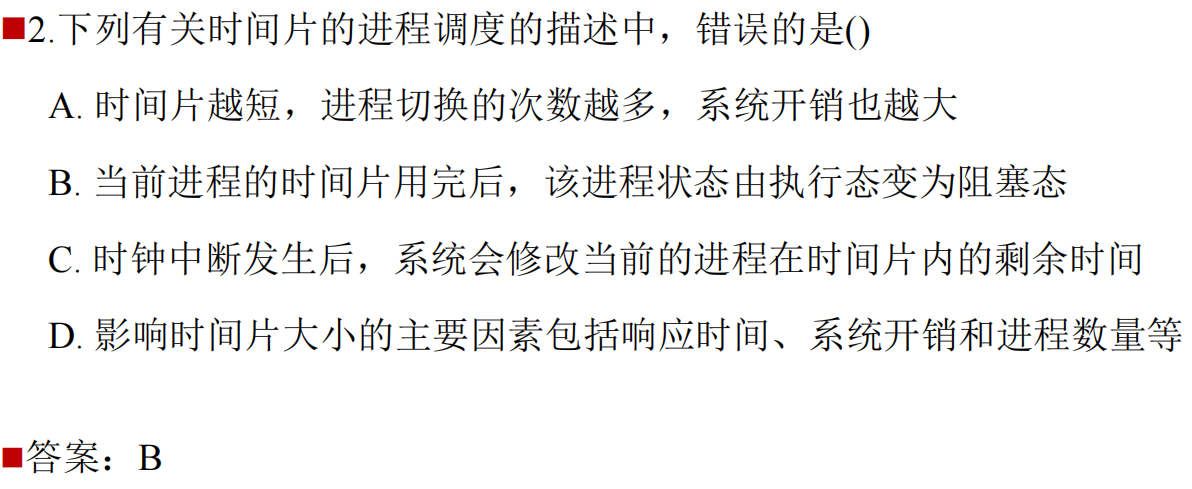 ■2.下列有关时间片的进程调度的描述中，错误的是()
A. 时间片越短，进程切换的次数越多，系统开销也越大
B. 当前进程的时间片用完后，该进程状态由执行态变为阻塞态
C. 时钟中断发生后，系统会修改当前的进程在时间片内的剩余时间
D. 影响时间片大小的主要因素包括响应时间、系统开销和进程数量等
■答案：B